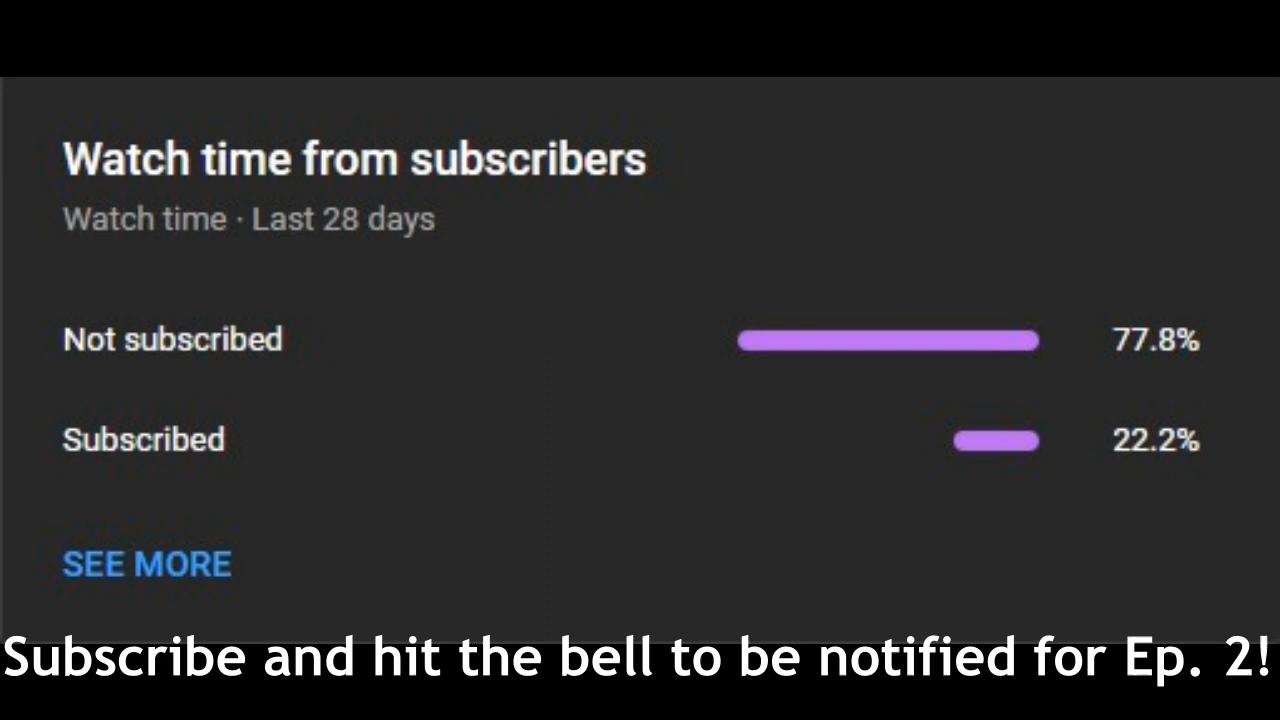 Watch time from subscribers
Watch time · Last 28 days
Not subscribed 77.8%
Subscribed 22.2%
SEE MORE
Subscribe and hit the bell to be notified for Ep. 2!